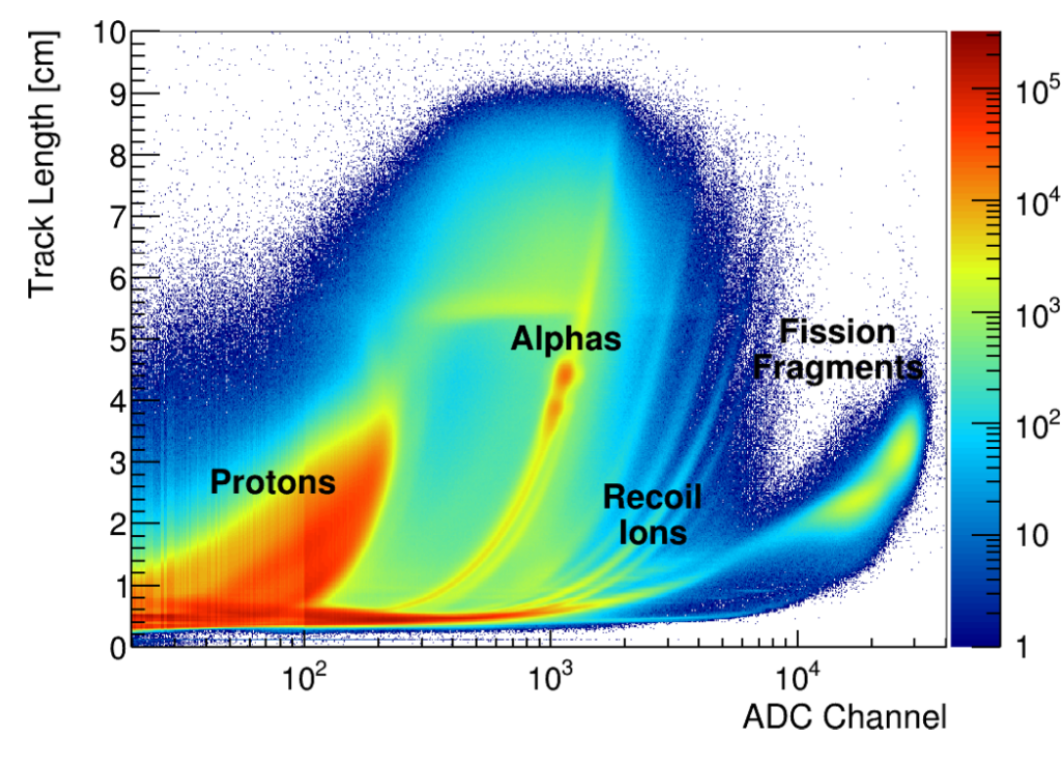 Track Length [cm]
10
9
8
7
6
5
4
3
2
1
0
Protons
Alphas
Recoil
Ions
Fission
Fragments
10²
10³
10⁴
ADC Channel
10⁵
10⁴
10³
10²
10
1